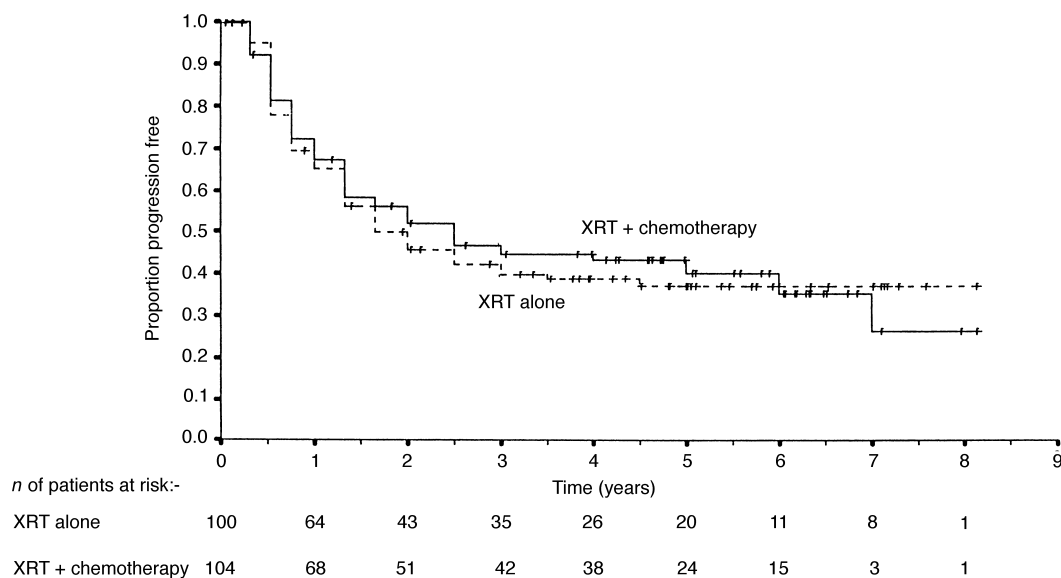 1.0
0.9
0.8
0.7
0.6
0.5
0.4
0.3
0.2
0.1
0.0
Proportion progression free
XRT + chemotherapy
XRT alone
0 1 2 3 4 5 6 7 8 9
Time (years)
n of patients at risk:-
XRT alone 100 64 43 35 26 20 11 8 1
XRT + chemotherapy 104 68 51 42 38 24 15 3 1